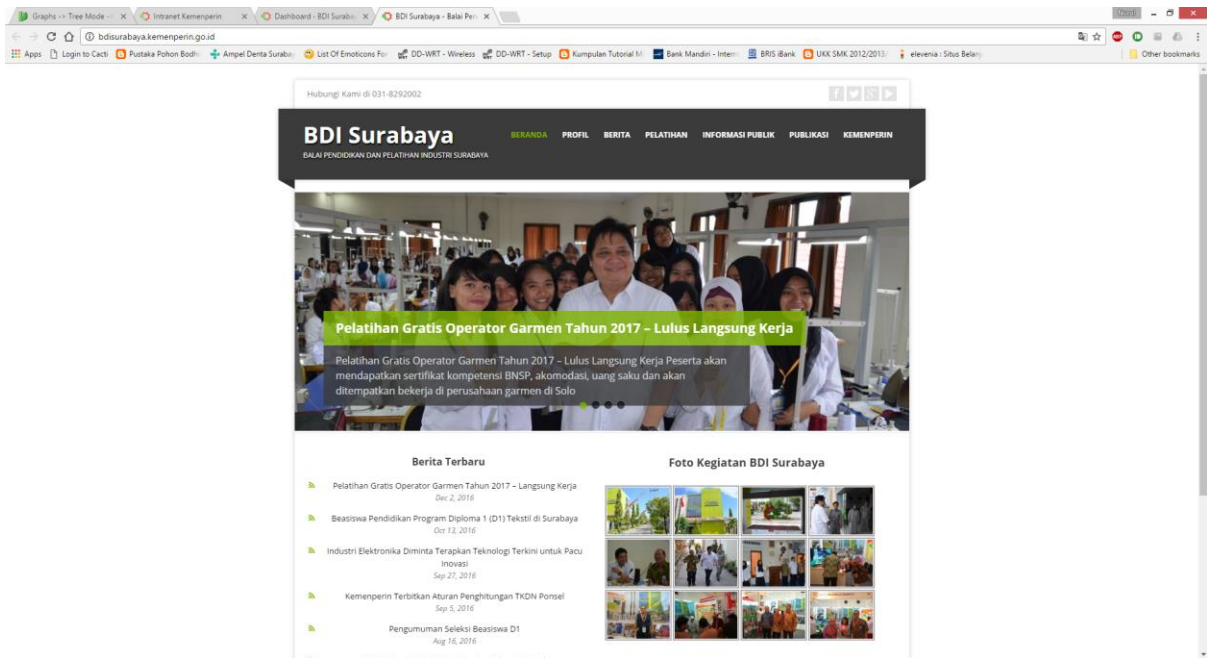 Graphs -> Tree Mode -
Intranet Kemenperin
Dashboard - BDI Surabay
BDI Surabaya - Balai Pen
bdisurabaya.kemenperin.go.id
Apps
Login to Cacti
Pustaka Pohon Bodhi
Ampel Denta Surabay
List Of Emoticons For
DD-WRT - Wireless
DD-WRT - Setup
Kumpulan Tutorial M
Bank Mandiri - Intern
BRIS iBank
UKK SMK 2012/2013/
elevenia : Situs Belanj
Other bookmarks
Hubungi Kami di 031-8292002
BDI Surabaya
BALAI PENDIDIKAN DAN PELATIHAN INDUSTRI SURABAYA
BERANDA PROFIL BERITA PELATIHAN INFORMASI PUBLIK PUBLIKASI KEMENPERIN
Pelatihan Gratis Operator Garmen Tahun 2017 – Lulus Langsung Kerja
Pelatihan Gratis Operator Garmen Tahun 2017 – Lulus Langsung Kerja Peserta akan
mendapatkan sertifikat kompetensi BNSP, akomodasi, uang saku dan akan
ditempatkan bekerja di perusahaan garmen di Solo
Berita Terbaru
Pelatihan Gratis Operator Garmen Tahun 2017 – Langsung Kerja
Dec 2, 2016
Beasiswa Pendidikan Program Diploma 1 (D1) Tekstil di Surabaya
Oct 13, 2016
Industri Elektronika Diminta Terapkan Teknologi Terkini untuk Pacu
Inovasi
Sep 27, 2016
Kemenperin Terbitkan Aturan Penghitungan TKDN Ponsel
Sep 5, 2016
Pengumuman Seleksi Beasiswa D1
Aug 16, 2016
Foto Kegiatan BDI Surabaya